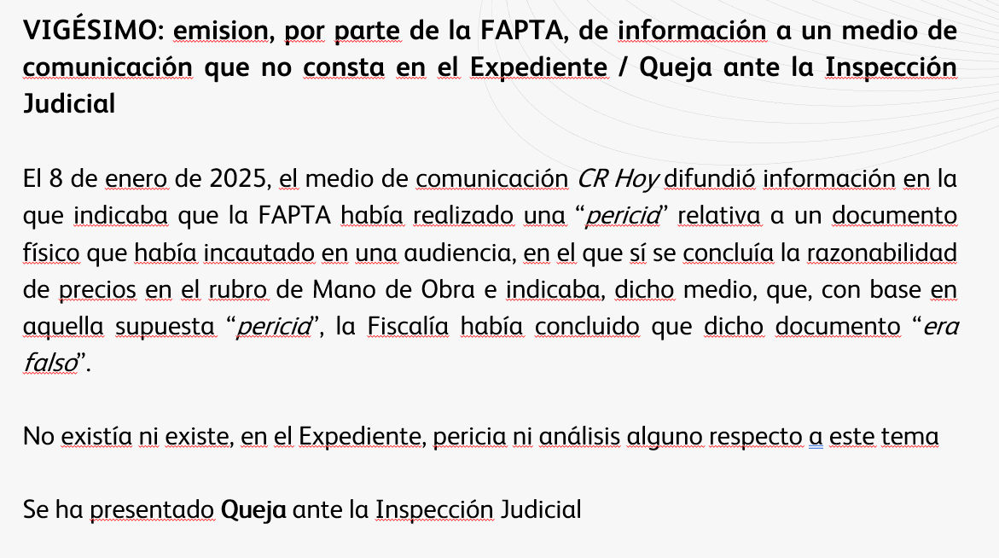 VIGÉSIMO: emision, por parte de la FAPTA, de información a un medio de
comunicación que no consta en el Expediente / Queja ante la Inspección
Judicial
El 8 de enero de 2025, el medio de comunicación CR Hoy difundió información en la
que indicaba que la FAPTA había realizado una “pericid” relativa a un documento
físico que había incautado en una audiencia, en el que sí se concluía la razonabilidad
de precios en el rubro de Mano de Obra e indicaba, dicho medio, que, con base en
aquella supuesta “pericid”, la Fiscalía había concluido que dicho documento “era
falso”.
No existía ni existe, en el Expediente, pericia ni análisis alguno respecto a este tema
Se ha presentado Queja ante la Inspección Judicial